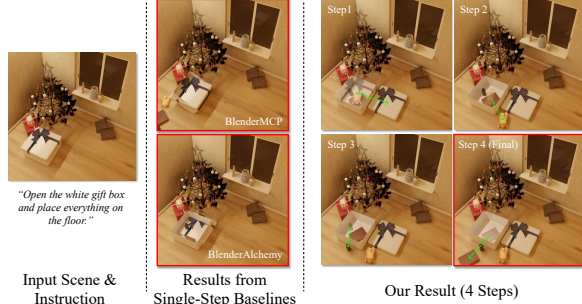 "Open the white gift box
and place everything on
the floor."
Input Scene &
Instruction
BlenderMCP
BlenderAlchemy
Results from
Single-Step Baselines
Step1
Step 2
Step 3
Step 4 (Final)
Our Result (4 Steps)